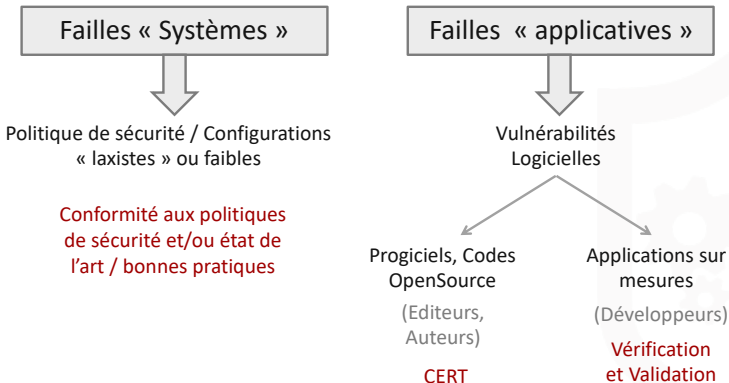 Failles « Systèmes »
Politique de sécurité / Configurations
« laxistes » ou faibles
Conformité aux politiques
de sécurité et/ou état de
l’art / bonnes pratiques
Failles « applicatives »
Vulnérabilités
Logicielles
Progiciels, Codes
OpenSource
(Editeurs,
Auteurs)
CERT
Applications sur
mesures
(Développeurs)
Vérification
et Validation